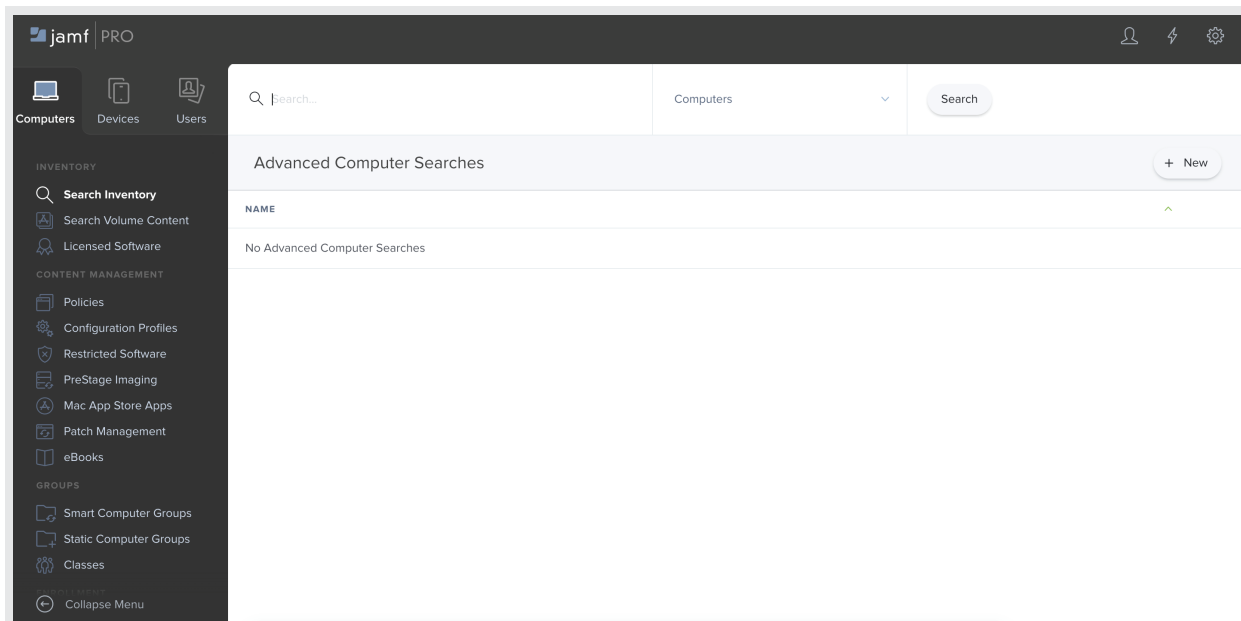 jamf PRO
Computers
Devices
Users
Search...
Computers
Search
Advanced Computer Searches
+ New
NAME
No Advanced Computer Searches
INVENTORY
Search Inventory
Search Volume Content
Licensed Software
CONTENT MANAGEMENT
Policies
Configuration Profiles
Restricted Software
PreStage Imaging
Mac App Store Apps
Patch Management
eBooks
GROUPS
Smart Computer Groups
Static Computer Groups
Classes
ENROLLMENT
Collapse Menu